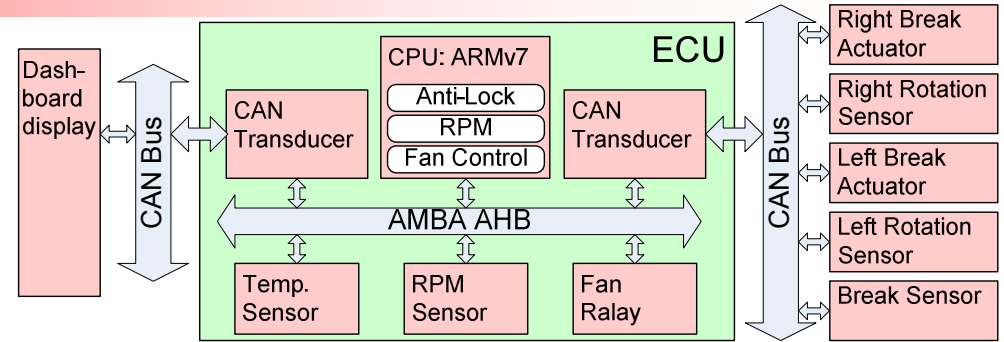 Dash-
board
display
CAN Bus
ECU
CAN
Transducer
CPU: ARMv7
Anti-Lock
RPM
Fan Control
CAN
Transducer
AMBA AHB
Temp.
Sensor
RPM
Sensor
Fan
Ralay
CAN Bus
Right Break
Actuator
Right Rotation
Sensor
Left Break
Actuator
Left Rotation
Sensor
Break Sensor